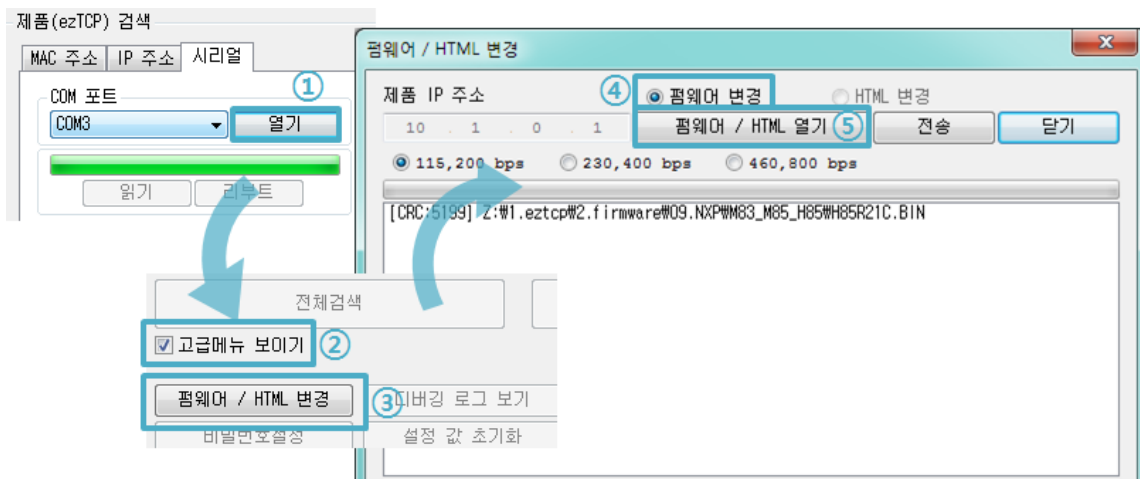 제품(ezTCP) 검색
MAC 주소 IP 주소 시리얼
COM 포트
①
COM3 열기
읽기 리부트
펌웨어 / HTML 변경
제품 IP 주소 ④ 펌웨어 변경 HTML 변경
10 . 1 . 0 . 1 펌웨어 / HTML 열기 ⑤ 전송 닫기
115,200 bps 230,400 bps 460,800 bps
[CRC:5199] Z:₩1.eztcp₩2.firmware₩09.NXP₩M83_M85_H85₩H85R21C.BIN
전체검색
고급메뉴 보이기 ②
펌웨어 / HTML 변경 ③ 디버깅 로그 보기
비밀번호설정 설정 값 초기화